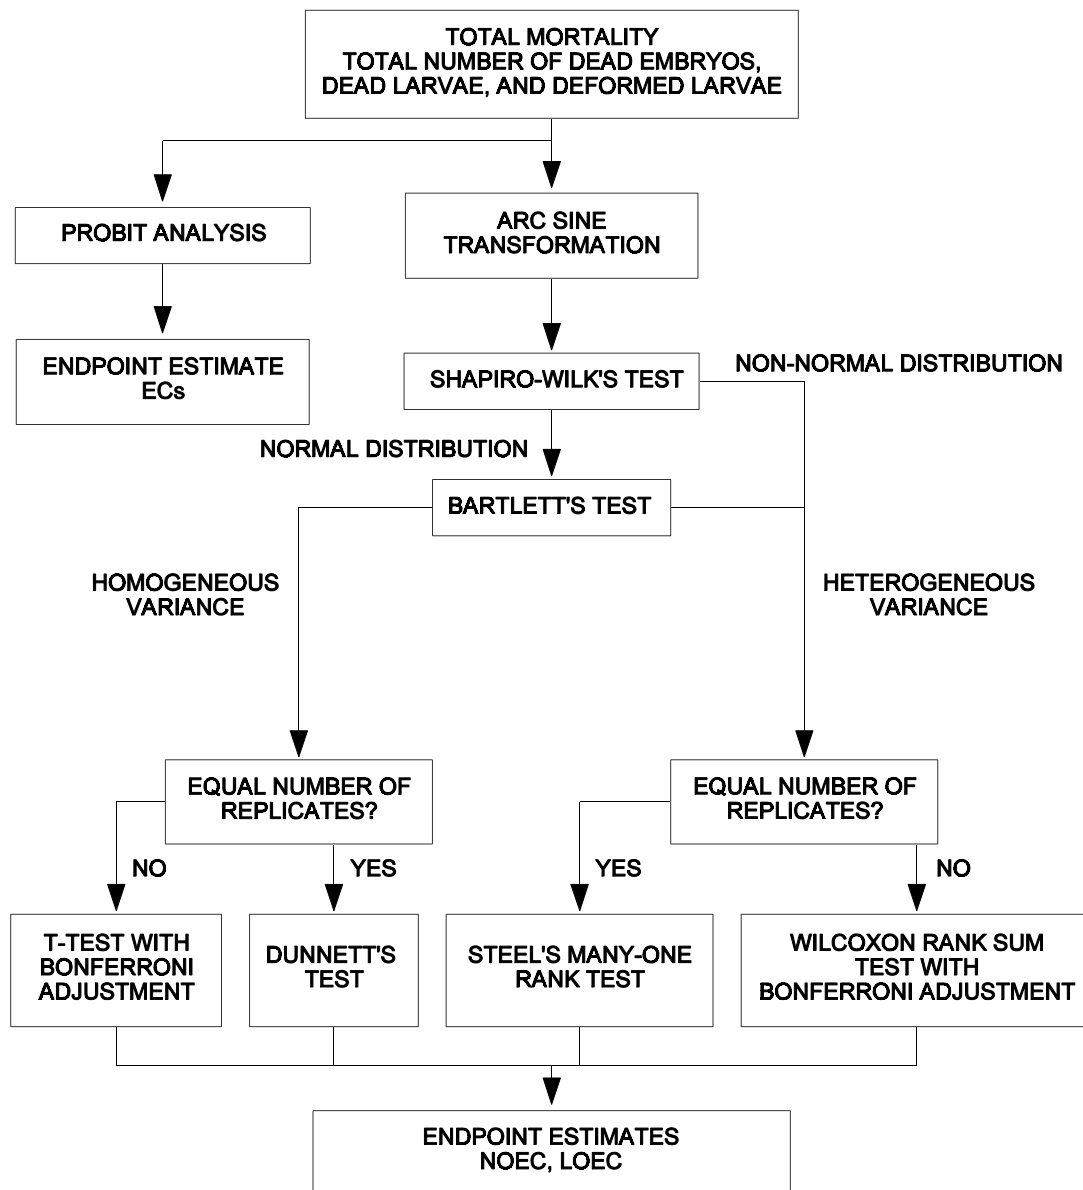 TOTAL MORTALITY
TOTAL NUMBER OF DEAD EMBRYOS,
DEAD LARVAE, AND DEFORMED LARVAE
PROBIT ANALYSIS
ARC SINE
TRANSFORMATION
ENDPOINT ESTIMATE
ECs
SHAPIRO-WILK'S TEST
NON-NORMAL DISTRIBUTION
NORMAL DISTRIBUTION
BARTLETT'S TEST
HOMOGENEOUS
VARIANCE
HETEROGENEOUS
VARIANCE
EQUAL NUMBER OF
REPLICATES?
EQUAL NUMBER OF
REPLICATES?
NO
YES
YES
NO
T-TEST WITH
BONFERRONI
ADJUSTMENT
DUNNETT'S
TEST
STEEL'S MANY-ONE
RANK TEST
WILCOXON RANK SUM
TEST WITH
BONFERRONI ADJUSTMENT
ENDPOINT ESTIMATES
NOEC, LOEC